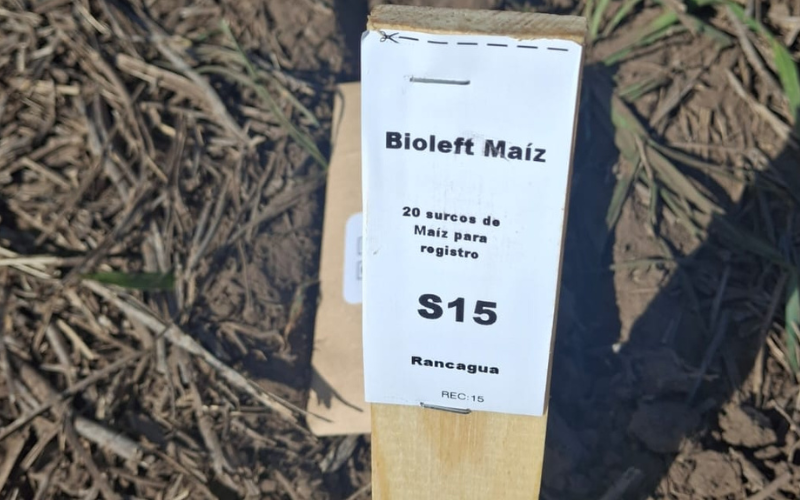 Bioleft Maíz
20 surcos de
Maíz para
registro
S15
Rancagua
REC:15